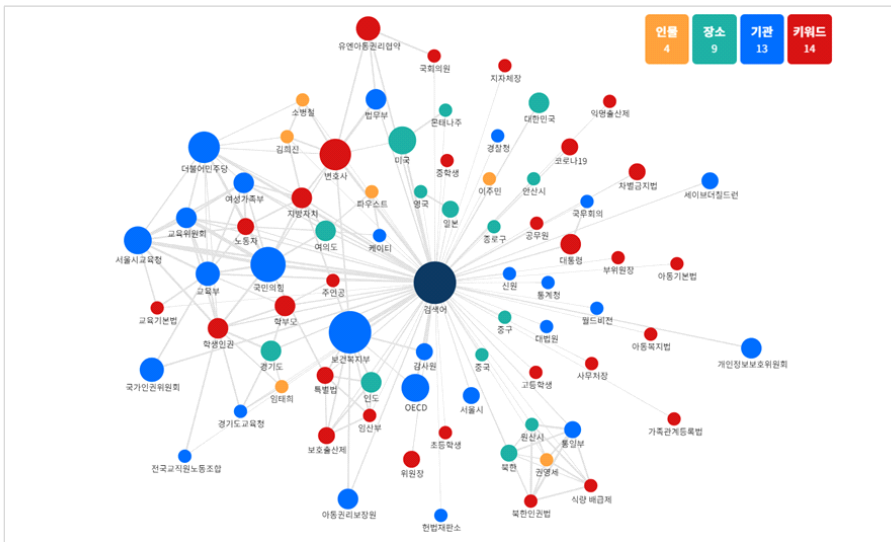 인물
4
장소
9
기관
13
키워드
14
유엔아동권리협약
국회의원
지자체장
소병철
법무부
몬태나주
대한민국
익명출산제
김희진
경찰청
더불어민주당
변호사
미국
중학생
코로나19
차별금지법
여성가족부
파우스트
영국
이주민
안산시
세이브더칠드런
국무회의
교육위원회
지방자치
일본
노동자
여의도
케이티
종로구
공무원
서울시교육청
대통령
부위원장
아동기본법
교육부
국민의힘
주연공
검색어
신원
통계청
교육기본법
학부모
월드비전
학생인권
중구
대법원
보건복지부
아동복지법
경기도
감사원
중국
개인정보보호위원회
국가인권위원회
특별법
인도
고등학생
사무처장
임태희
OECD
서울시
경기도교육청
임산부
가족관계등록법
보호출산제
초등학생
원산시
통일부
전국교직원노동조합
위원장
북한
권영세
식량 배급제
아동권리보장원
북한인권법
헌법재판소